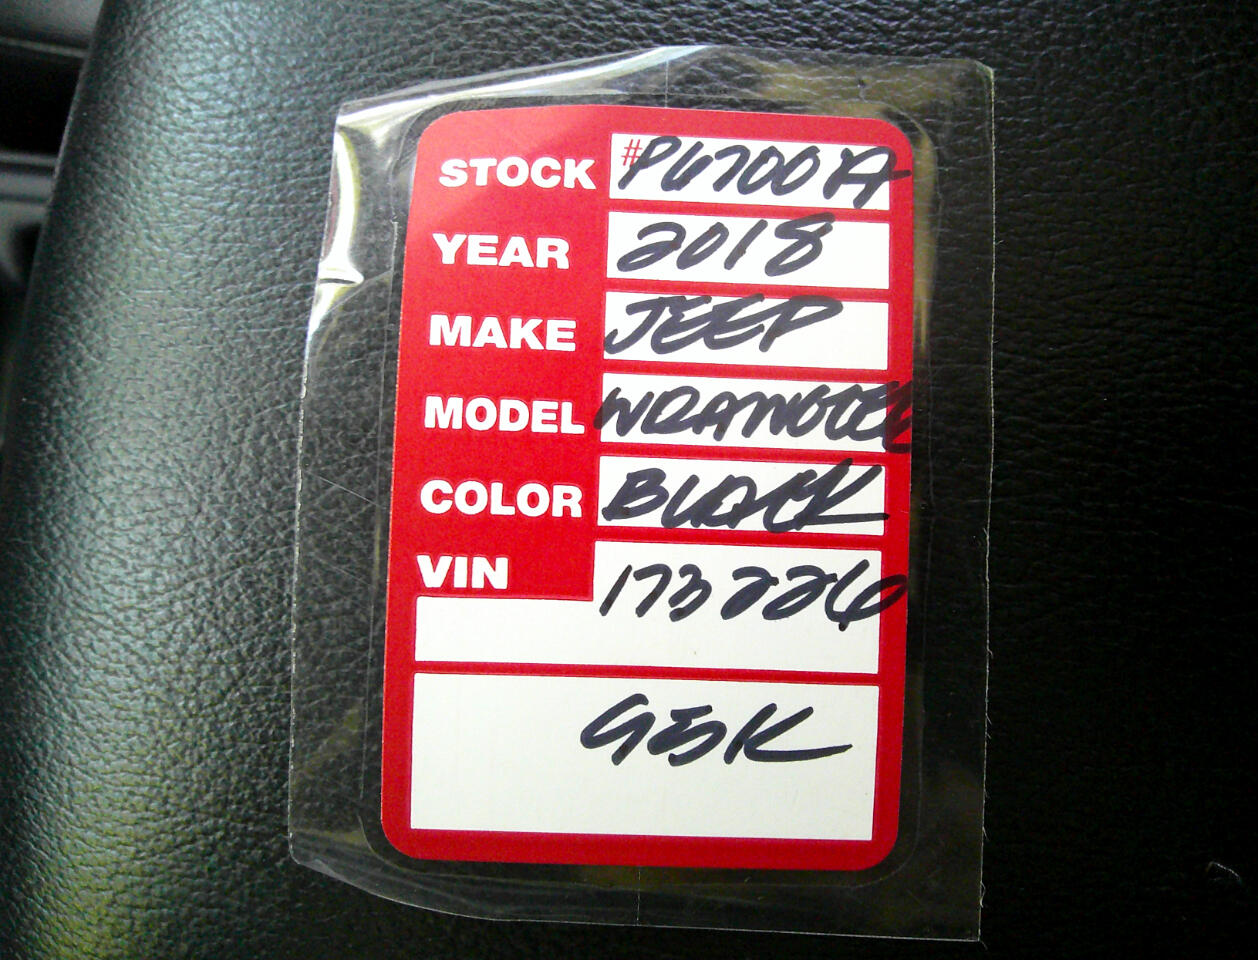 STOCK #P6700A
YEAR 2018
MAKE JEEP
MODEL WRANGLER
COLOR BLACK
VIN 173226
95K